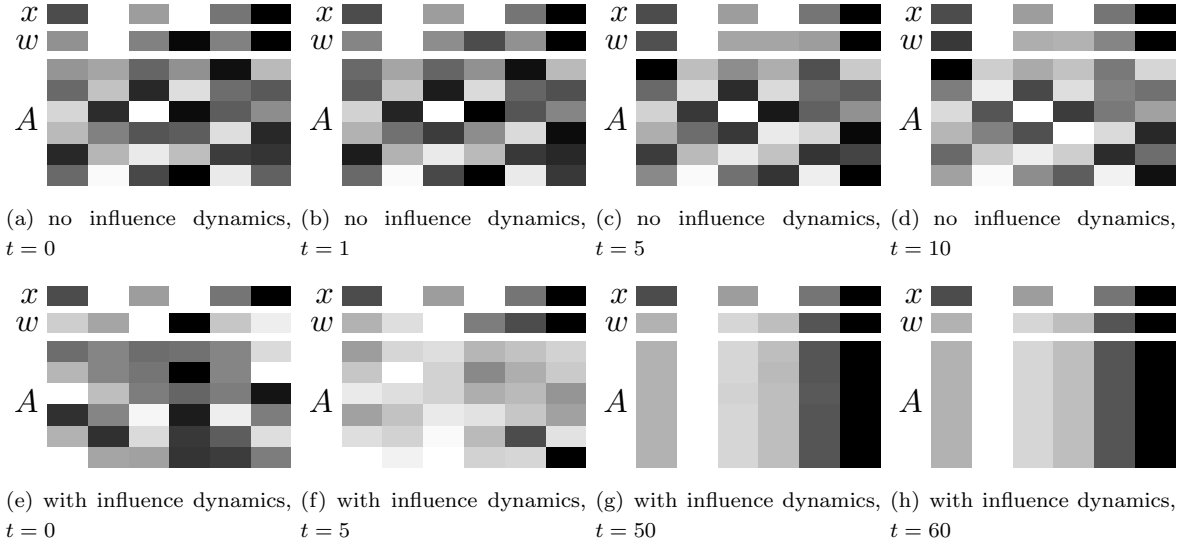 x x x x
w w w w
A A A A
(a) no influence dynamics, (b) no influence dynamics, (c) no influence dynamics, (d) no influence dynamics,
t = 0 t = 1 t = 5 t = 10
x x x x
w w w w
A A A A
(e) with influence dynamics, (f) with influence dynamics, (g) with influence dynamics, (h) with influence dynamics,
t = 0 t = 5 t = 50 t = 60